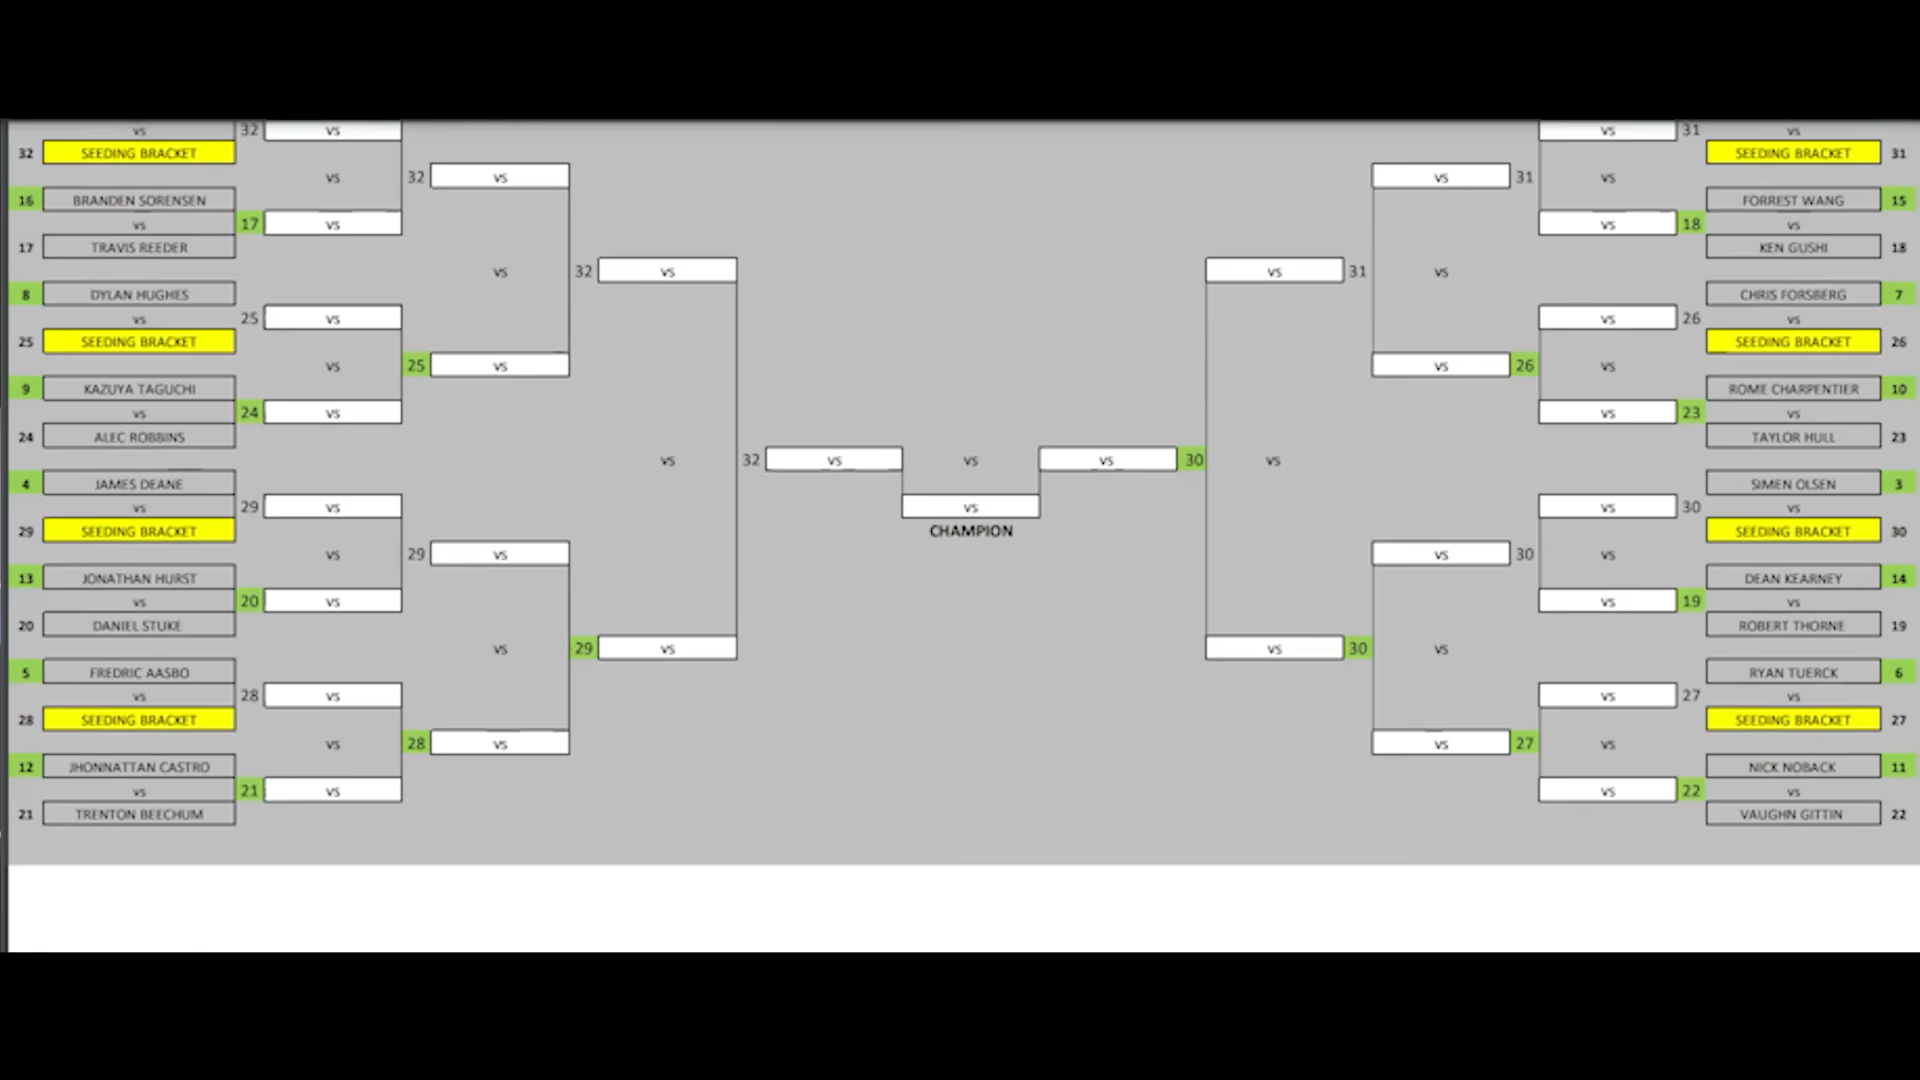 vs 32 vs vs 31 vs
32 SEEDING BRACKET SEEDING BRACKET 31
vs 32 vs vs 31 vs
16 BRANDEN SORENSEN FORREST WANG 15
vs 17 vs vs 18 vs
17 TRAVIS REEDER KEN GUSHI 18
vs 32 vs vs 31 vs
8 DYLAN HUGHES CHRIS FORSBERG 7
vs 25 vs vs 26 vs
25 SEEDING BRACKET SEEDING BRACKET 26
vs 25 vs vs 26 vs
9 KAZUYA TAGUCHI ROME CHARPENTIER 10
vs 24 vs vs 23 vs
24 ALEC ROBBINS TAYLOR HULL 23
vs 32 vs vs vs 30 vs
4 JAMES DEANE SIMEN OLSEN 3
vs 29 vs vs vs 30 vs
29 SEEDING BRACKET CHAMPION SEEDING BRACKET 30
vs 29 vs vs 30 vs
13 JONATHAN HURST DEAN KEARNEY 14
vs 20 vs vs 19 vs
20 DANIEL STUKE ROBERT THORNE 19
vs 29 vs vs 30 vs
5 FREDRIC AASBO RYAN TUERCK 6
vs 28 vs vs 27 vs
28 SEEDING BRACKET SEEDING BRACKET 27
vs 28 vs vs 27 vs
12 JHONNATTAN CASTRO NICK NOBACK 11
vs 21 vs vs 22 vs
21 TRENTON BEECHUM VAUGHN GITTIN 22